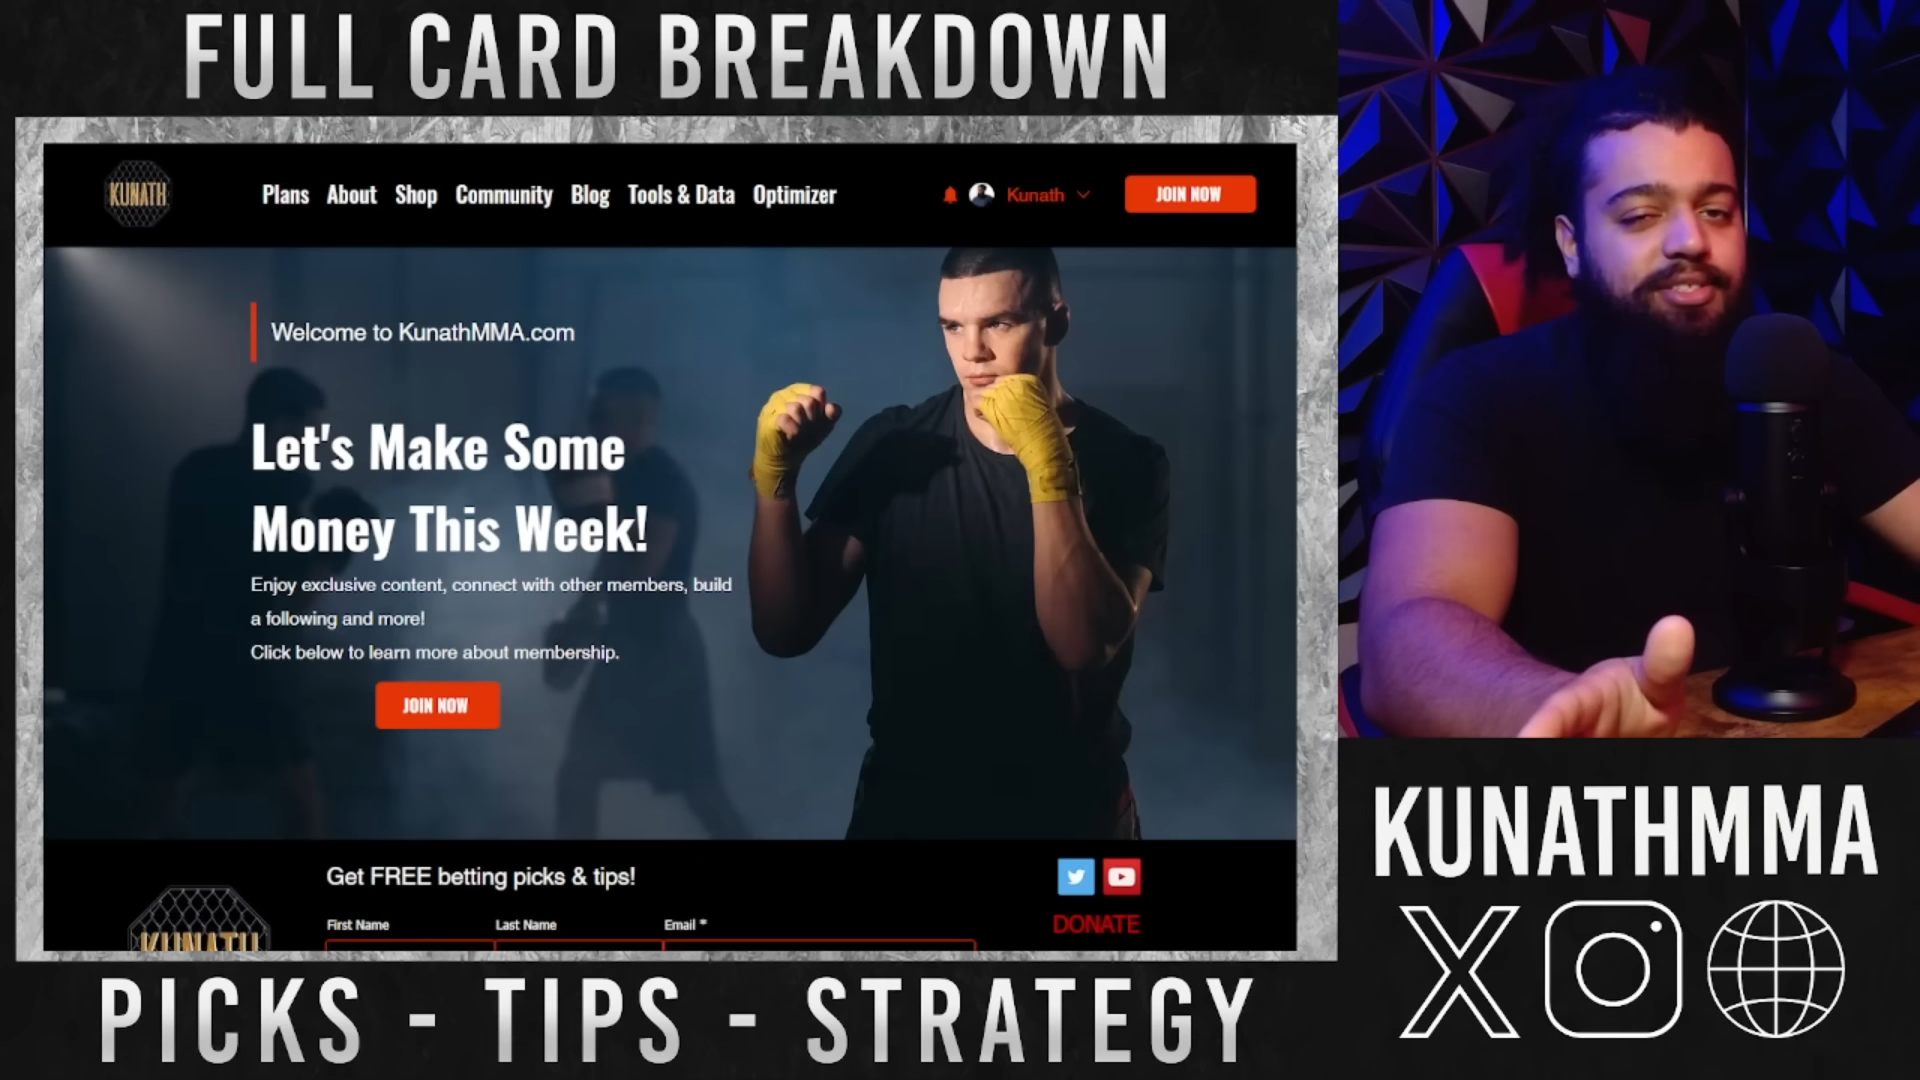 FULL CARD BREAKDOWN
KUNATH
Plans About Shop Community Blog Tools & Data Optimizer
Kunath
JOIN NOW
Welcome to KunathMMA.com
Let's Make Some
Money This Week!
Enjoy exclusive content, connect with other members, build
a following and more!
Click below to learn more about membership.
JOIN NOW
Get FREE betting picks & tips!
First Name Last Name Email *
DONATE
KUNATH
PICKS - TIPS - STRATEGY
KUNATHMMA